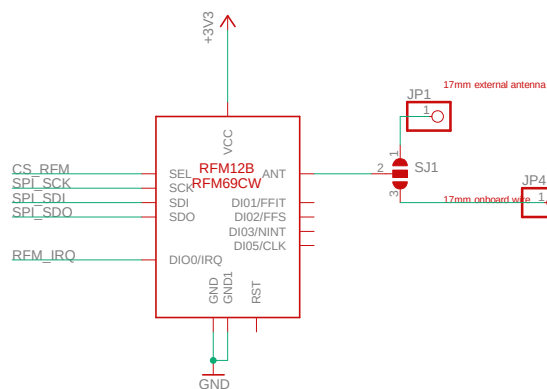 +3V3
17mm external antenna
JP1
1
VCC
RFM12B
RFM69CW
CS_RFM
SPI_SCK
SPI_SDI
SPI_SDO
RFM_IRQ
SEL
SCK
SDI
SDO
DIO0/IRQ
ANT
DI01/FFIT
DI02/FFS
DI03/NINT
DI05/CLK
1
2
3
SJ1
JP4
17mm onboard wire
1
GND
GND1
RST
GND